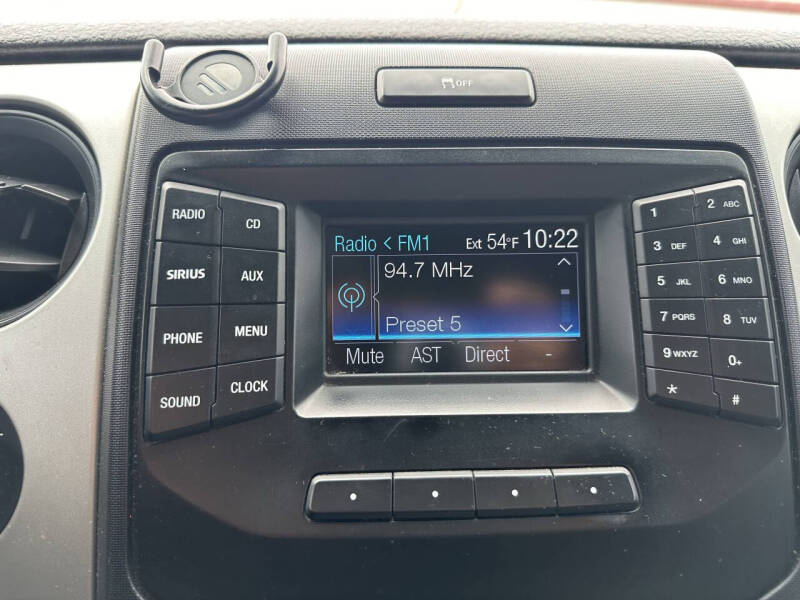 OFF
RADIO
CD
SIRIUS
AUX
PHONE
MENU
SOUND
CLOCK
Radio < FM1
Ext 54°F 10:22
94.7 MHz
Preset 5
Mute AST Direct -
1
2 ABC
3 DEF
4 GHI
5 JKL
6 MNO
7 PQRS
8 TUV
9 WXYZ
0+
*
#